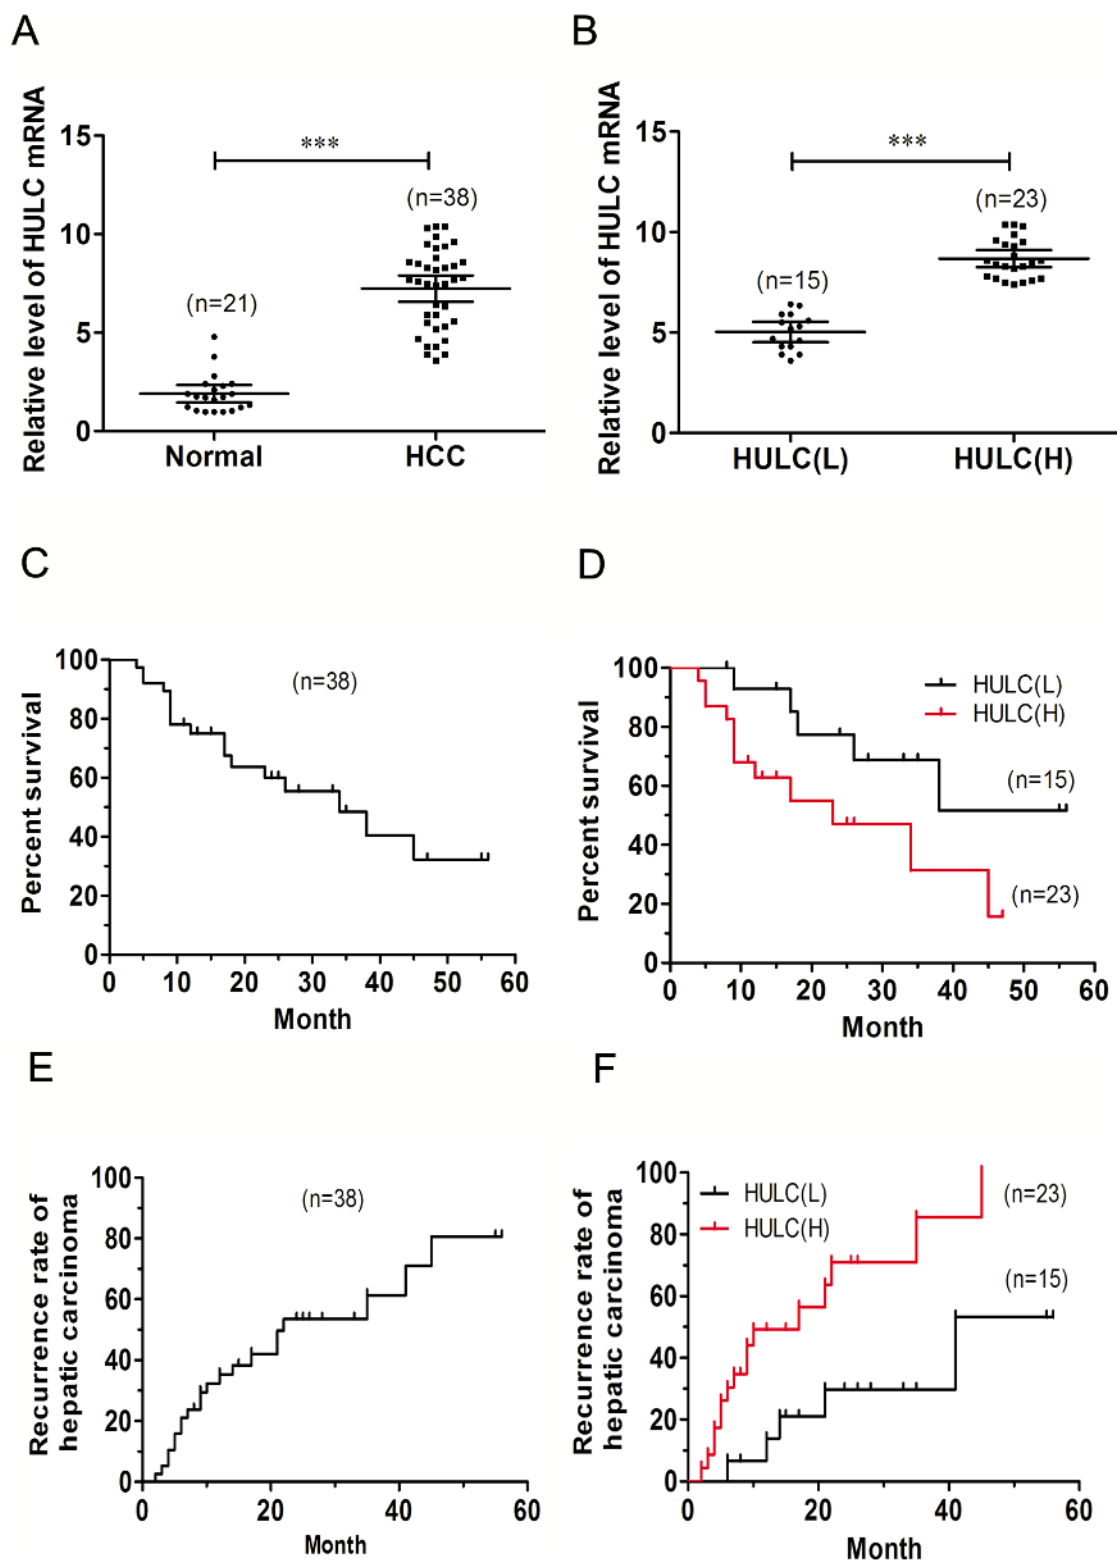 A
Relative level of HULC mRNA
15
10
5
0
***
(n=21)
(n=38)
Normal
HCC
B
Relative level of HULC mRNA
15
10
5
0
***
(n=15)
(n=23)
HULC(L)
HULC(H)
C
Percent survival
100
80
60
40
20
0
(n=38)
0 10 20 30 40 50 60
Month
D
Percent survival
100
80
60
40
20
0
HULC(L)
HULC(H)
(n=15)
(n=23)
0 10 20 30 40 50 60
Month
E
Recurrence rate of
hepatic carcinoma
100
80
60
40
20
0
(n=38)
0 20 40 60
Month
F
Recurrence rate of
hepatic carcinoma
100
80
60
40
20
0
HULC(L)
HULC(H)
(n=23)
(n=15)
0 20 40 60
Month